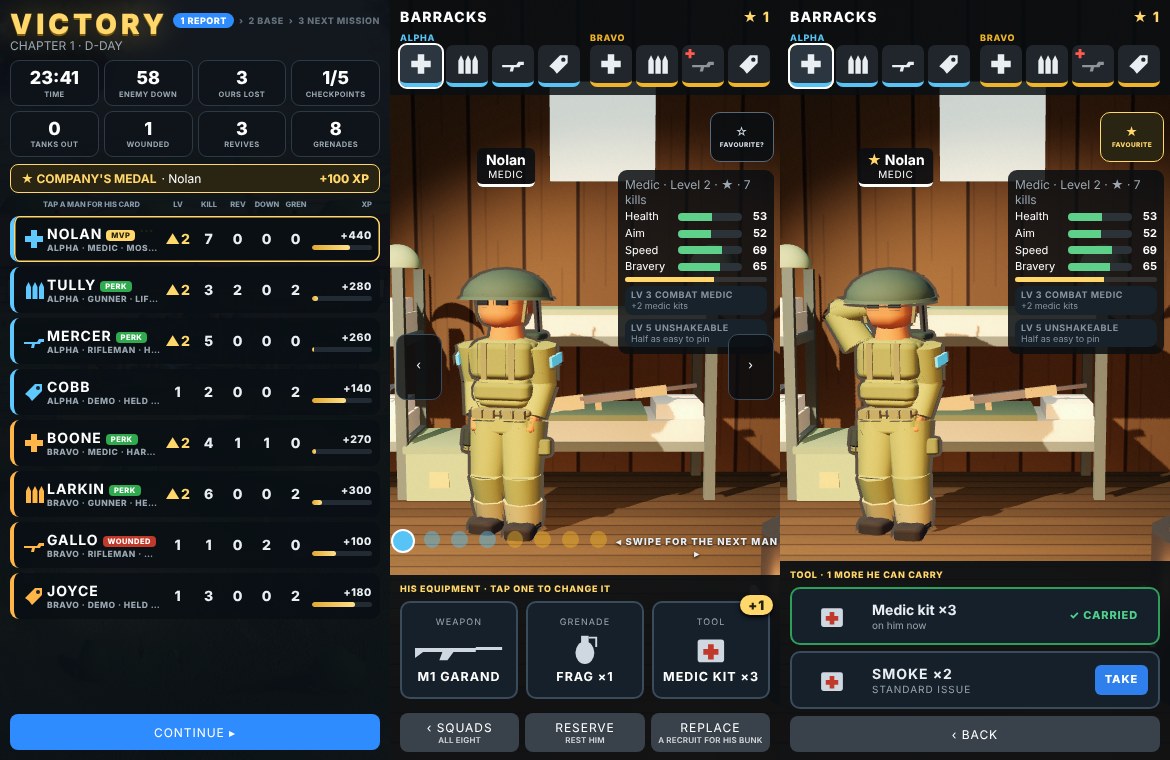 VICTORY
1 REPORT › 2 BASE › 3 NEXT MISSION
CHAPTER 1 · D-DAY
23:41 58 3 1/5
TIME ENEMY DOWN OURS LOST CHECKPOINTS
0 1 3 8
TANKS OUT WOUNDED REVIVES GRENADES
★ COMPANY'S MEDAL · Nolan +100 XP
TAP A MAN FOR HIS CARD LV KILL REV DOWN GREN XP
NOLAN MVP ▲2 7 0 0 0 +440
ALPHA · MEDIC · MOS...
TULLY PERK ▲2 3 2 0 2 +280
ALPHA · GUNNER · LIF...
MERCER PERK ▲2 5 0 0 0 +260
ALPHA · RIFLEMAN · H...
COBB 1 2 0 0 2 +140
ALPHA · DEMO · HELD ...
BOONE PERK ▲2 4 1 1 0 +270
BRAVO · MEDIC · HAR...
LARKIN PERK ▲2 6 0 0 2 +300
BRAVO · GUNNER · HE...
GALLO WOUNDED 1 1 0 2 0 +100
BRAVO · RIFLEMAN · ...
JOYCE 1 3 0 0 2 +180
BRAVO · DEMO · HELD ...
CONTINUE ▸
BARRACKS ★ 1
ALPHA BRAVO
☆
FAVOURITE?
Nolan
MEDIC
Medic · Level 2 · ★ · 7
kills
Health 53
Aim 52
Speed 69
Bravery 65
LV 3 COMBAT MEDIC
+2 medic kits
LV 5 UNSHAKEABLE
Half as easy to pin
‹ ›
◂ SWIPE FOR THE NEXT MAN
▸
HIS EQUIPMENT · TAP ONE TO CHANGE IT
+1
WEAPON GRENADE TOOL
M1 GARAND FRAG ×1 MEDIC KIT ×3
‹ SQUADS RESERVE REPLACE
ALL EIGHT REST HIM A RECRUIT FOR HIS BUNK
BARRACKS ★ 1
ALPHA BRAVO
★
FAVOURITE
★ Nolan
MEDIC
Medic · Level 2 · ★ · 7
kills
Health 53
Aim 52
Speed 69
Bravery 65
LV 3 COMBAT MEDIC
+2 medic kits
LV 5 UNSHAKEABLE
Half as easy to pin
TOOL · 1 MORE HE CAN CARRY
Medic kit ×3 ✓ CARRIED
on him now
SMOKE ×2 TAKE
STANDARD ISSUE
‹ BACK